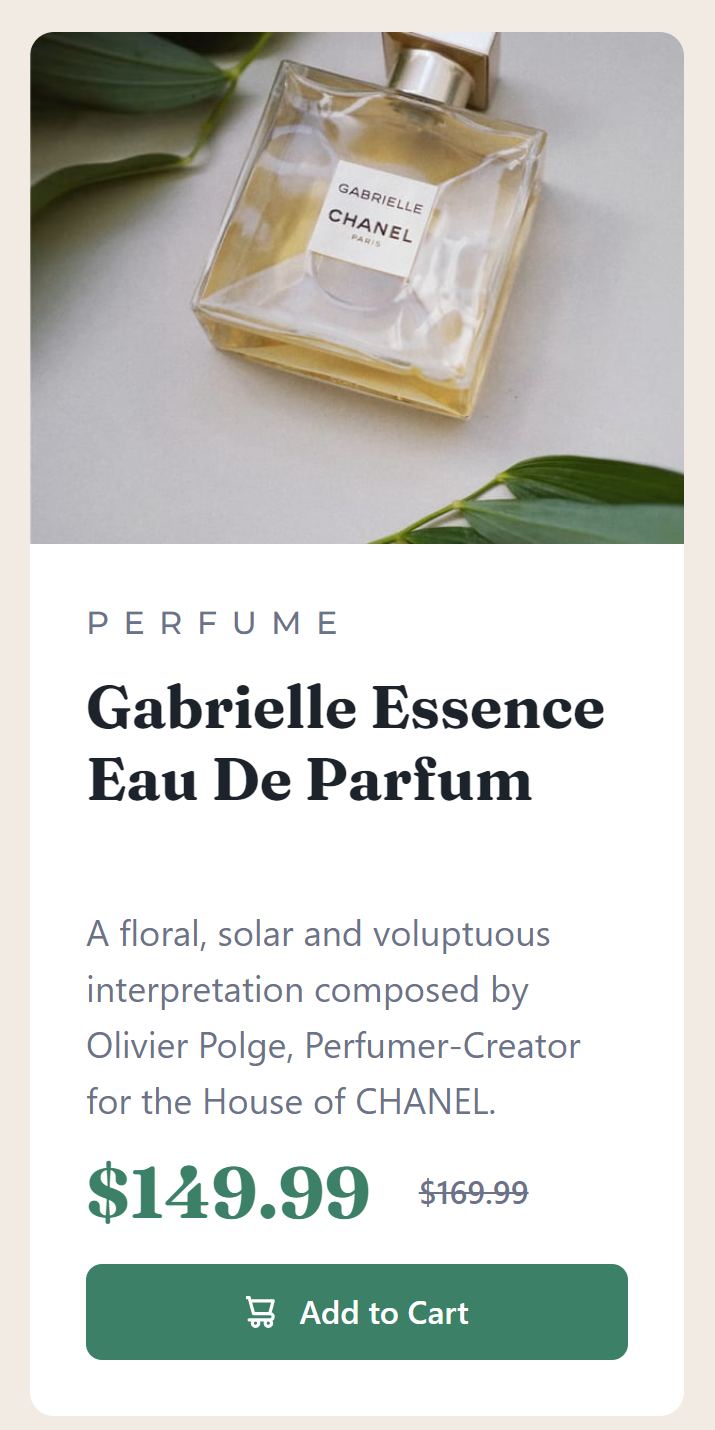 GABRIELLE
CHANEL
PARIS
PERFUME
Gabrielle Essence
Eau De Parfum
A floral, solar and voluptuous
interpretation composed by
Olivier Polge, Perfumer-Creator
for the House of CHANEL.
$149.99 $169.99
Add to Cart